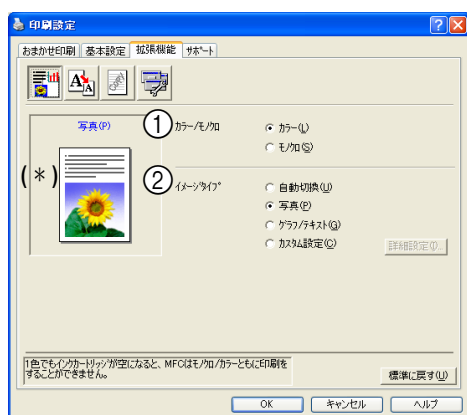 印刷設定
おまかせ印刷 基本設定 拡張機能 サポート
写真(P)
① カラー/モノクロ
カラー(L)
モノクロ(S)
(*)
② イメージタイプ
自動切換(U)
写真(P)
グラフ/テキスト(G)
カスタム設定(C) 詳細設定(I)...
1色でもインクカートリッジが空になると、MFCはモノクロ/カラーともに印刷を
することができません。
標準に戻す(U)
OK キャンセル ヘルプ